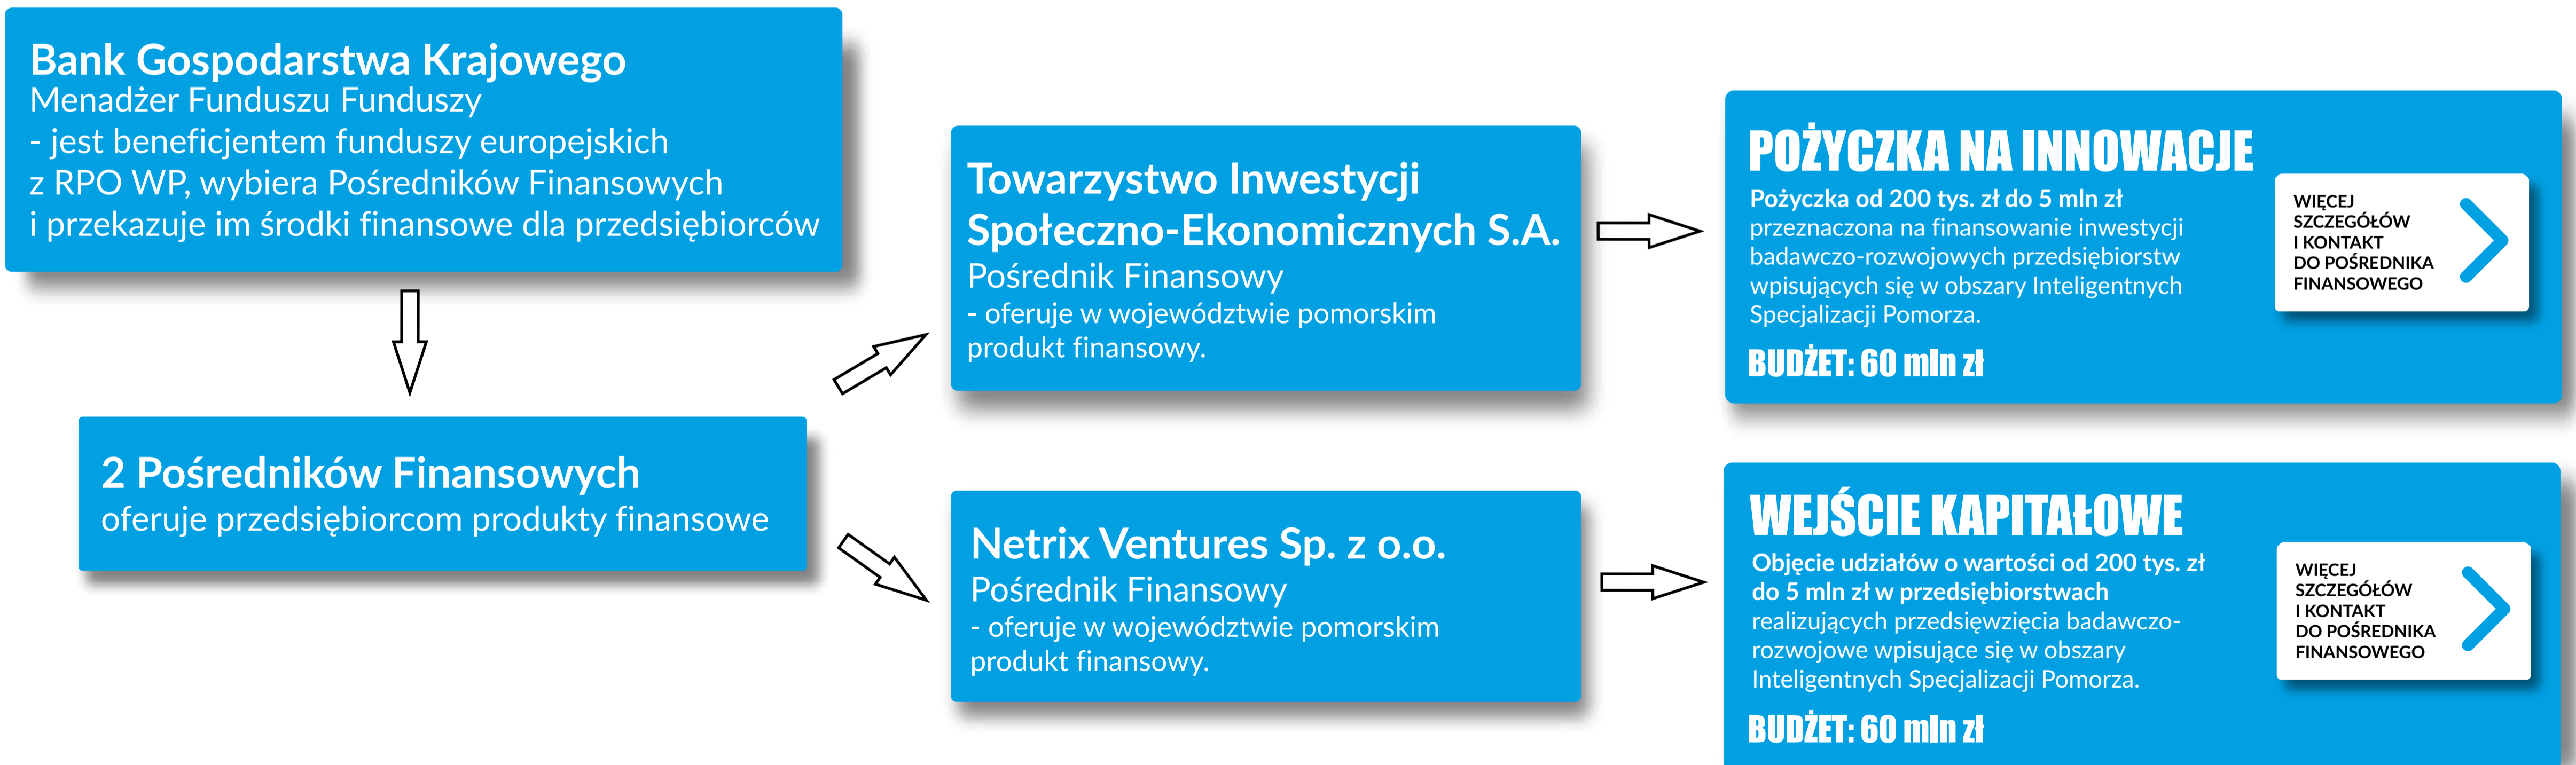 Bank Gospodarstwa Krajowego
Menadżer Funduszu Funduszy
- jest beneficjentem funduszy europejskich
z RPO WP, wybiera Pośredników Finansowych
i przekazuje im środki finansowe dla przedsiębiorców
2 Pośredników Finansowych
oferuje przedsiębiorcom produkty finansowe
Towarzystwo Inwestycji
Społeczno-Ekonomicznych S.A.
Pośrednik Finansowy
- oferuje w województwie pomorskim
produkt finansowy.
POŻYCZKA NA INNOWACJE
Pożyczka od 200 tys. zł do 5 mln zł
przeznaczona na finansowanie inwestycji
badawczo-rozwojowych przedsiębiorstw
wpisujących się w obszary Inteligentnych
Specjalizacji Pomorza.
BUDŻET: 60 mln zł
WIĘCEJ
SZCZEGÓŁÓW
I KONTAKT
DO POŚREDNIKA
FINANSOWEGO
Netrix Ventures Sp. z o.o.
Pośrednik Finansowy
- oferuje w województwie pomorskim
produkt finansowy.
WEJŚCIE KAPITAŁOWE
Objęcie udziałów o wartości od 200 tys. zł
do 5 mln zł w przedsiębiorstwach
realizujących przedsięwzięcia badawczo-
rozwojowe wpisujące się w obszary
Inteligentnych Specjalizacji Pomorza.
BUDŻET: 60 mln zł
WIĘCEJ
SZCZEGÓŁÓW
I KONTAKT
DO POŚREDNIKA
FINANSOWEGO